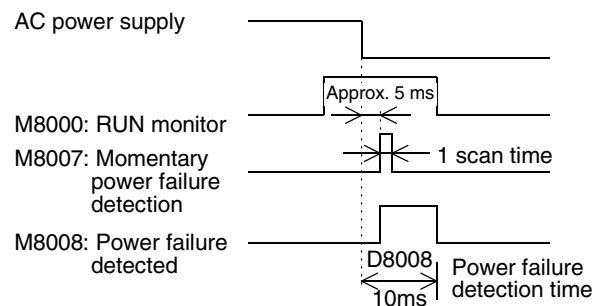 AC power supply
Approx. 5 ms
M8000: RUN monitor
M8007: Momentary
power failure
detection
1 scan time
M8008: Power failure
detected
D8008
10ms
Power failure
detection time